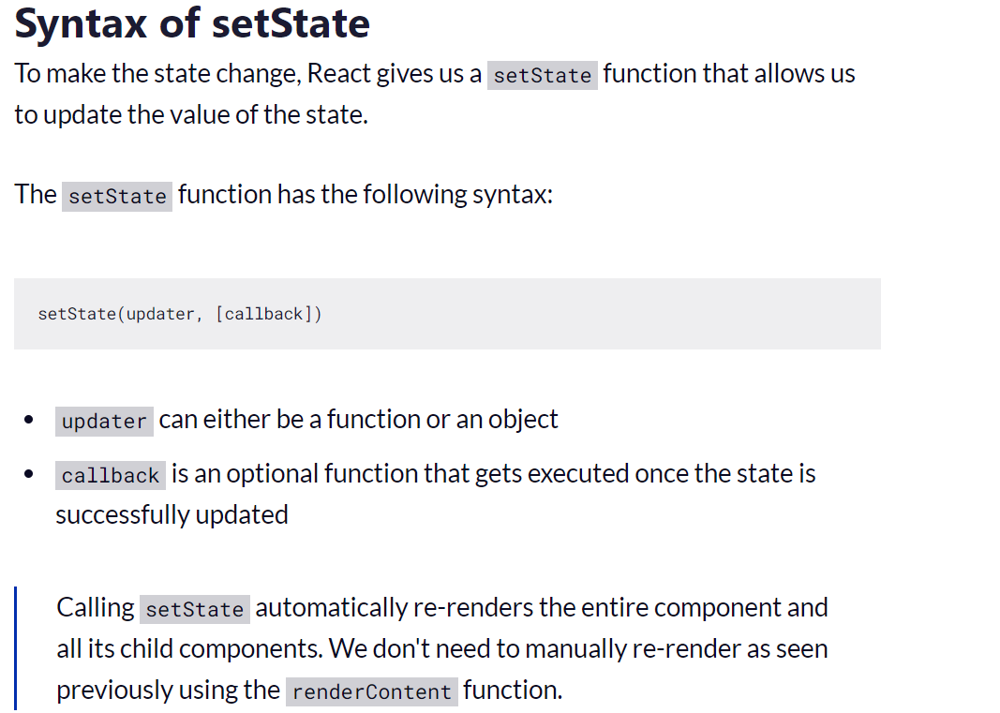 Syntax of setState
To make the state change, React gives us a setState function that allows us
to update the value of the state.
The setState function has the following syntax:
setState(updater, [callback])
• updater can either be a function or an object
• callback is an optional function that gets executed once the state is
successfully updated
Calling setState automatically re-renders the entire component and
all its child components. We don't need to manually re-render as seen
previously using the renderContent function.